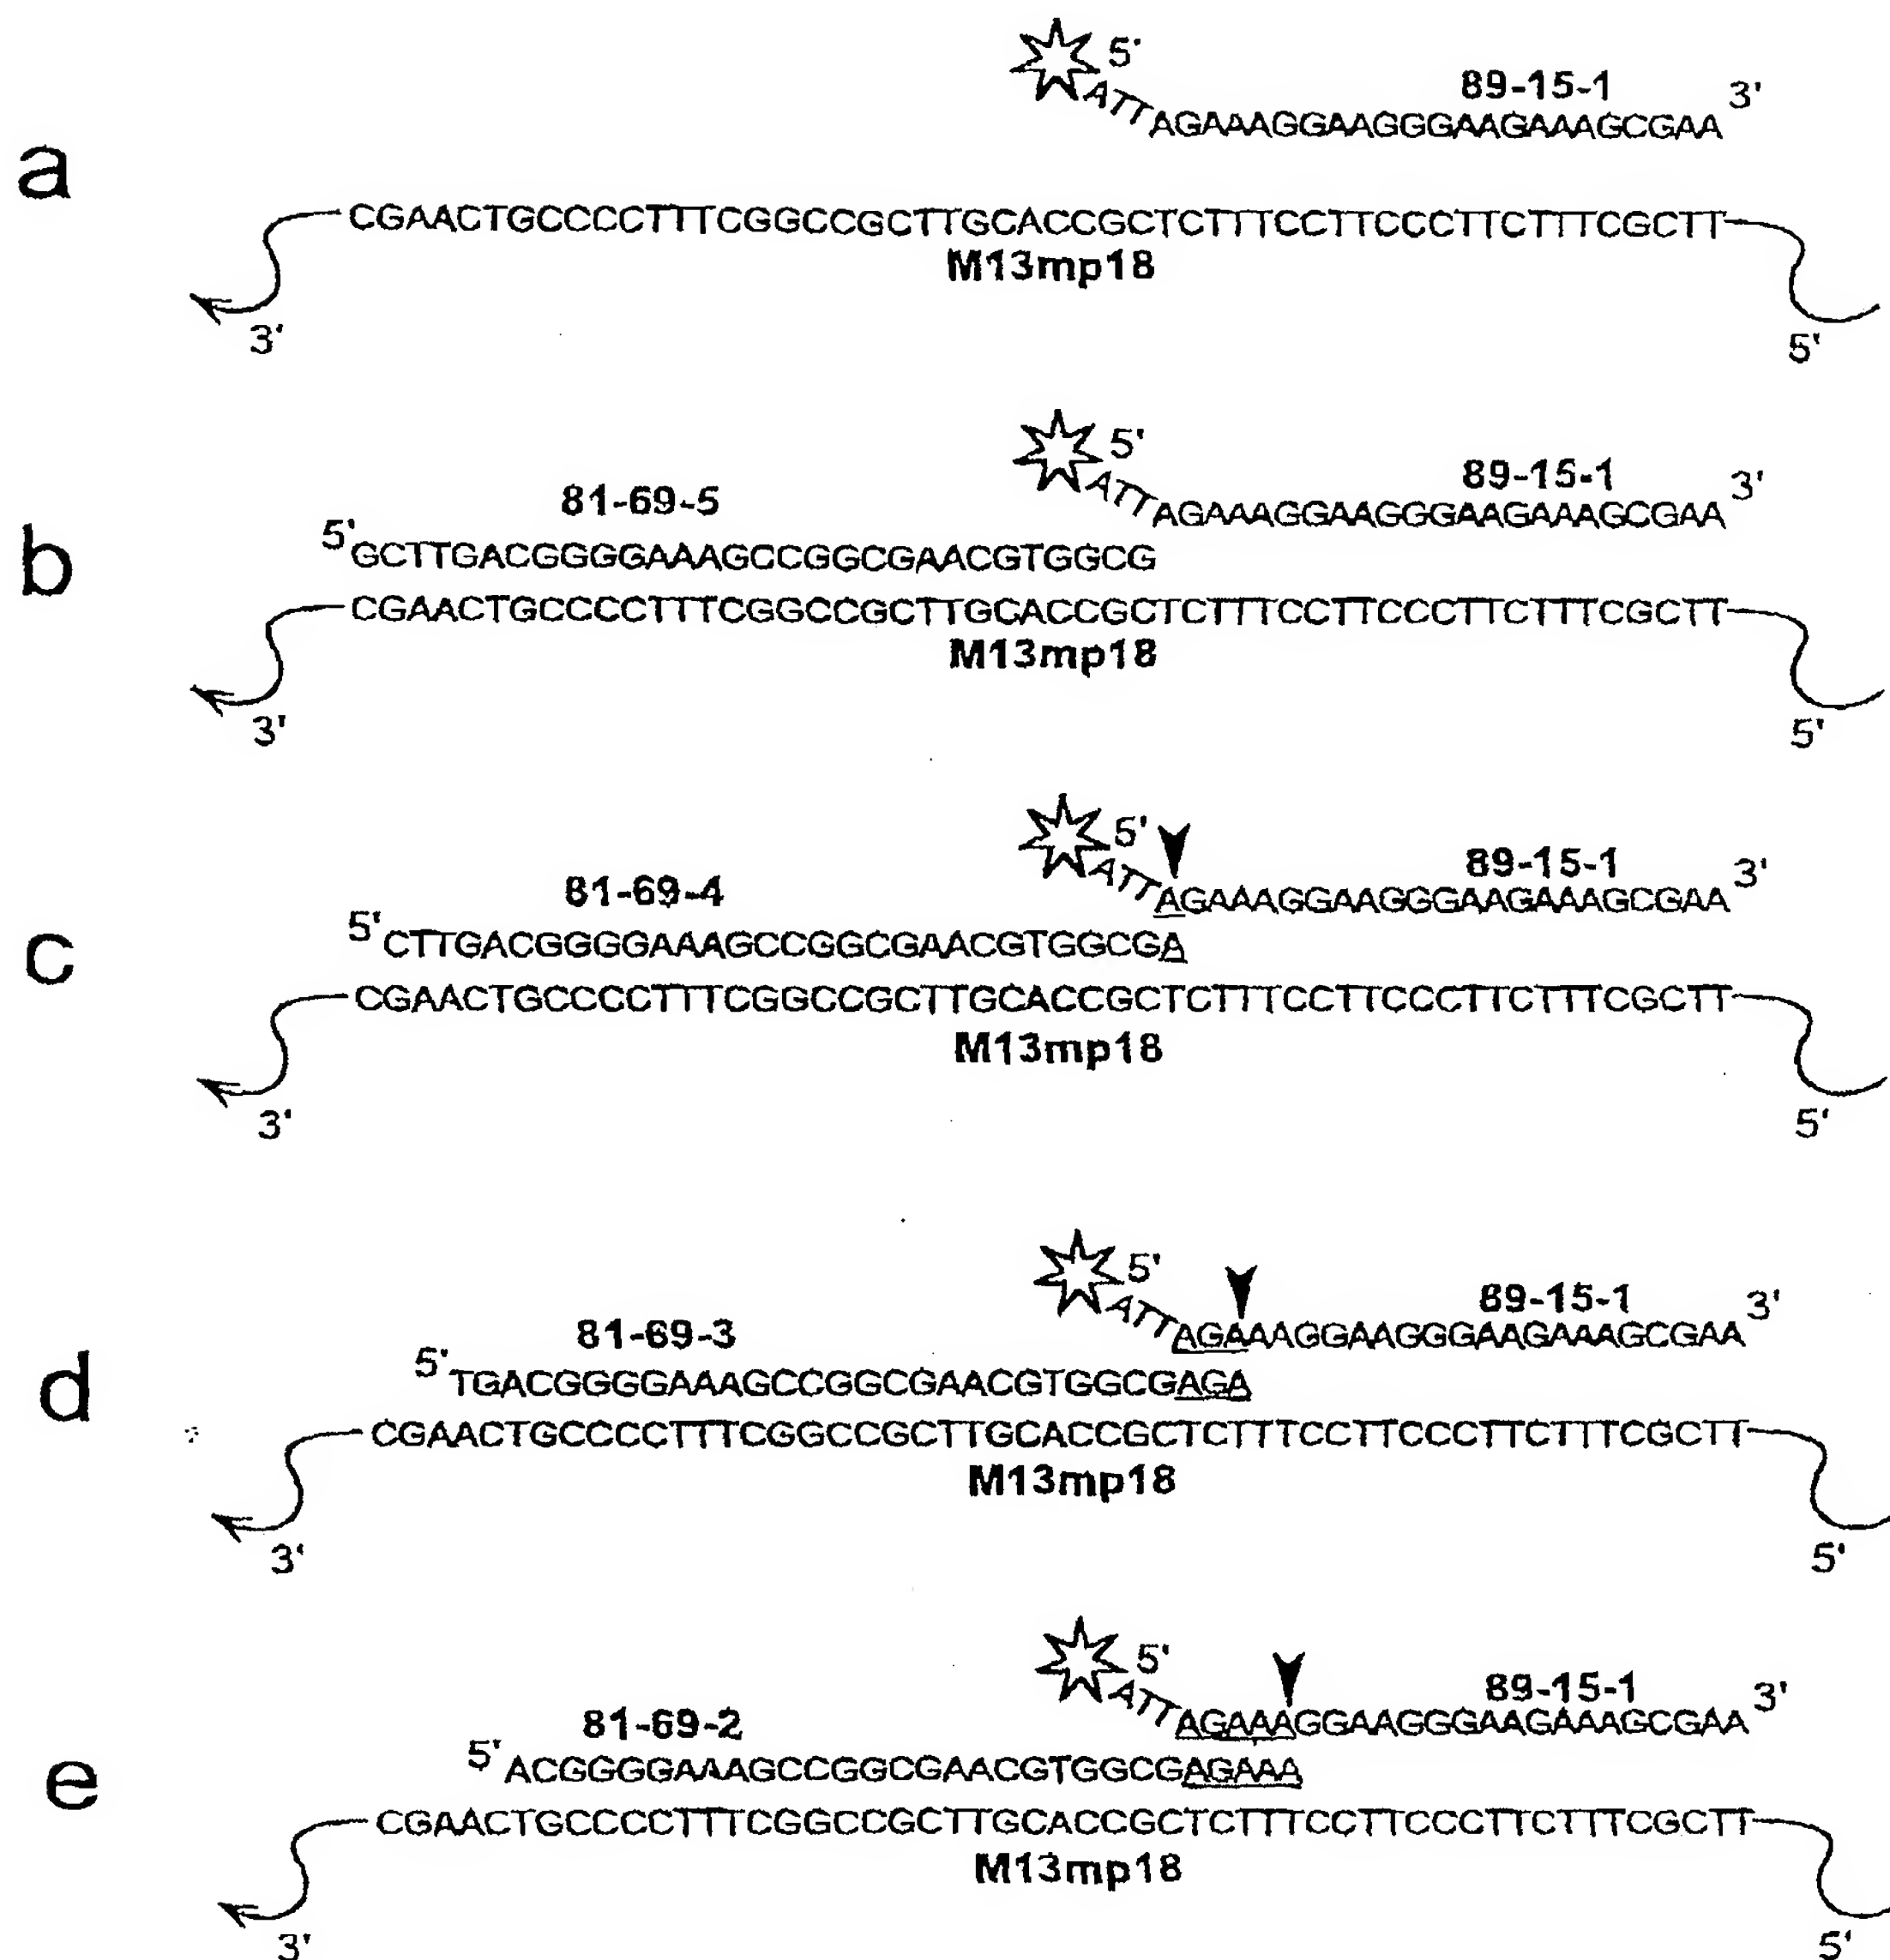 a
5'
89-15-1
3'
ATTAGAAAGGAAGGGAAGAAAGCGAA
CGAACTGCCCCTTTCGGCCGCTTGCACCGCTCTTTCCTTCCCTTCTTTCGCTT
M13mp18
3'
5'
b
5'
89-15-1
3'
ATTAGAAAGGAAGGGAAGAAAGCGAA
81-69-5
5'
GCTTGACGGGGAAAGCCGGCGAACGTGGCG
CGAACTGCCCCTTTCGGCCGCTTGCACCGCTCTTTCCTTCCCTTCTTTCGCTT
M13mp18
3'
5'
c
5'
89-15-1
3'
ATTAGAAAGGAAGGGAAGAAAGCGAA
81-69-4
5'
CTTGACGGGGAAAGCCGGCGAACGTGGCGA
CGAACTGCCCCTTTCGGCCGCTTGCACCGCTCTTTCCTTCCCTTCTTTCGCTT
M13mp18
3'
5'
d
5'
89-15-1
3'
ATTAGAAAGGAAGGGAAGAAAGCGAA
81-69-3
5'
TGACGGGGAAAGCCGGCGAACGTGGCGAGA
CGAACTGCCCCTTTCGGCCGCTTGCACCGCTCTTTCCTTCCCTTCTTTCGCTT
M13mp18
3'
5'
e
5'
89-15-1
3'
ATTAGAAAGGAAGGGAAGAAAGCGAA
81-69-2
5'
ACGGGGAAAGCCGGCGAACGTGGCGAGAAA
CGAACTGCCCCTTTCGGCCGCTTGCACCGCTCTTTCCTTCCCTTCTTTCGCTT
M13mp18
3'
5'